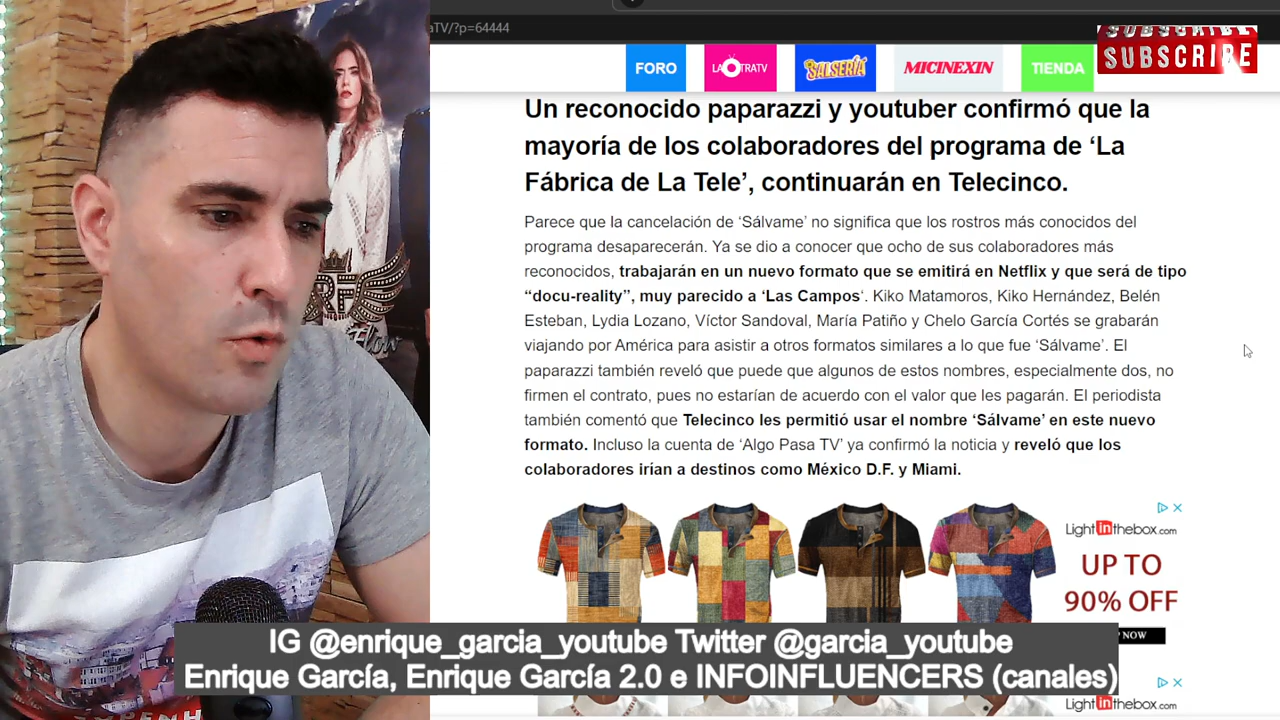 aTV/?p=64444
SUBSCRIBE
SUBSCRIBE
FORO
LA OTRATV
SALSERÍA
MICINEXIN
TIENDA
Un reconocido paparazzi y youtuber confirmó que la
mayoría de los colaboradores del programa de ‘La
Fábrica de La Tele’, continuarán en Telecinco.
Parece que la cancelación de ‘Sálvame’ no significa que los rostros más conocidos del
programa desaparecerán. Ya se dio a conocer que ocho de sus colaboradores más
reconocidos, trabajarán en un nuevo formato que se emitirá en Netflix y que será de tipo
“docu-reality”, muy parecido a ‘Las Campos‘. Kiko Matamoros, Kiko Hernández, Belén
Esteban, Lydia Lozano, Víctor Sandoval, María Patiño y Chelo García Cortés se grabarán
viajando por América para asistir a otros formatos similares a lo que fue ‘Sálvame’. El
paparazzi también reveló que puede que algunos de estos nombres, especialmente dos, no
firmen el contrato, pues no estarían de acuerdo con el valor que les pagarán. El periodista
también comentó que Telecinco les permitió usar el nombre ‘Sálvame’ en este nuevo
formato. Incluso la cuenta de ‘Algo Pasa TV’ ya confirmó la noticia y reveló que los
colaboradores irían a destinos como México D.F. y Miami.
RF
Flow
Lightinthebox.com
UP TO
90% OFF
NOW
IG @enrique_garcia_youtube Twitter @garcia_youtube
Enrique García, Enrique García 2.0 e INFOINFLUENCERS (canales)
Lightinthebox.com